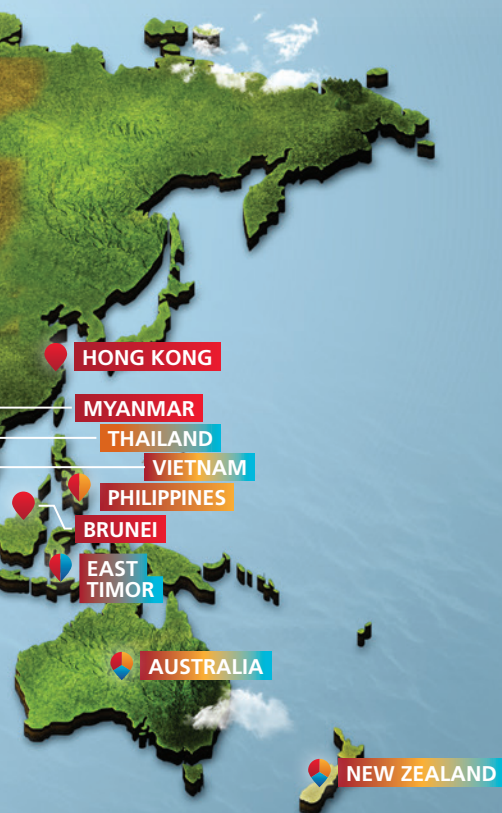 HONG KONG
MYANMAR
THAILAND
VIETNAM
PHILIPPINES
BRUNEI
EAST
TIMOR
AUSTRALIA
NEW ZEALAND